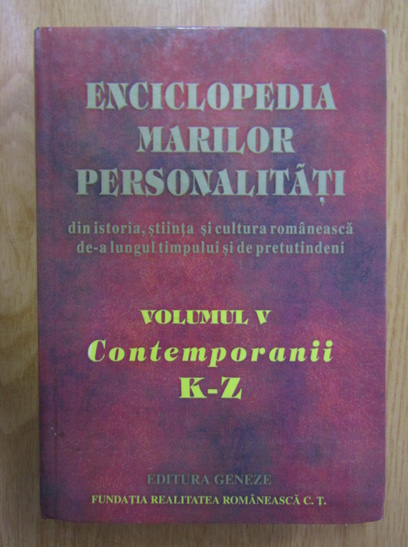 ENCICLOPEDIA
MARILOR
PERSONALITĂȚI
din istoria, știința și cultura românească
de-a lungul timpului și de pretutindeni
VOLUMUL V
Contemporanii
K-Z
EDITURA GENEZE
FUNDAȚIA REALITATEA ROMÂNEASCĂ C. Ț.